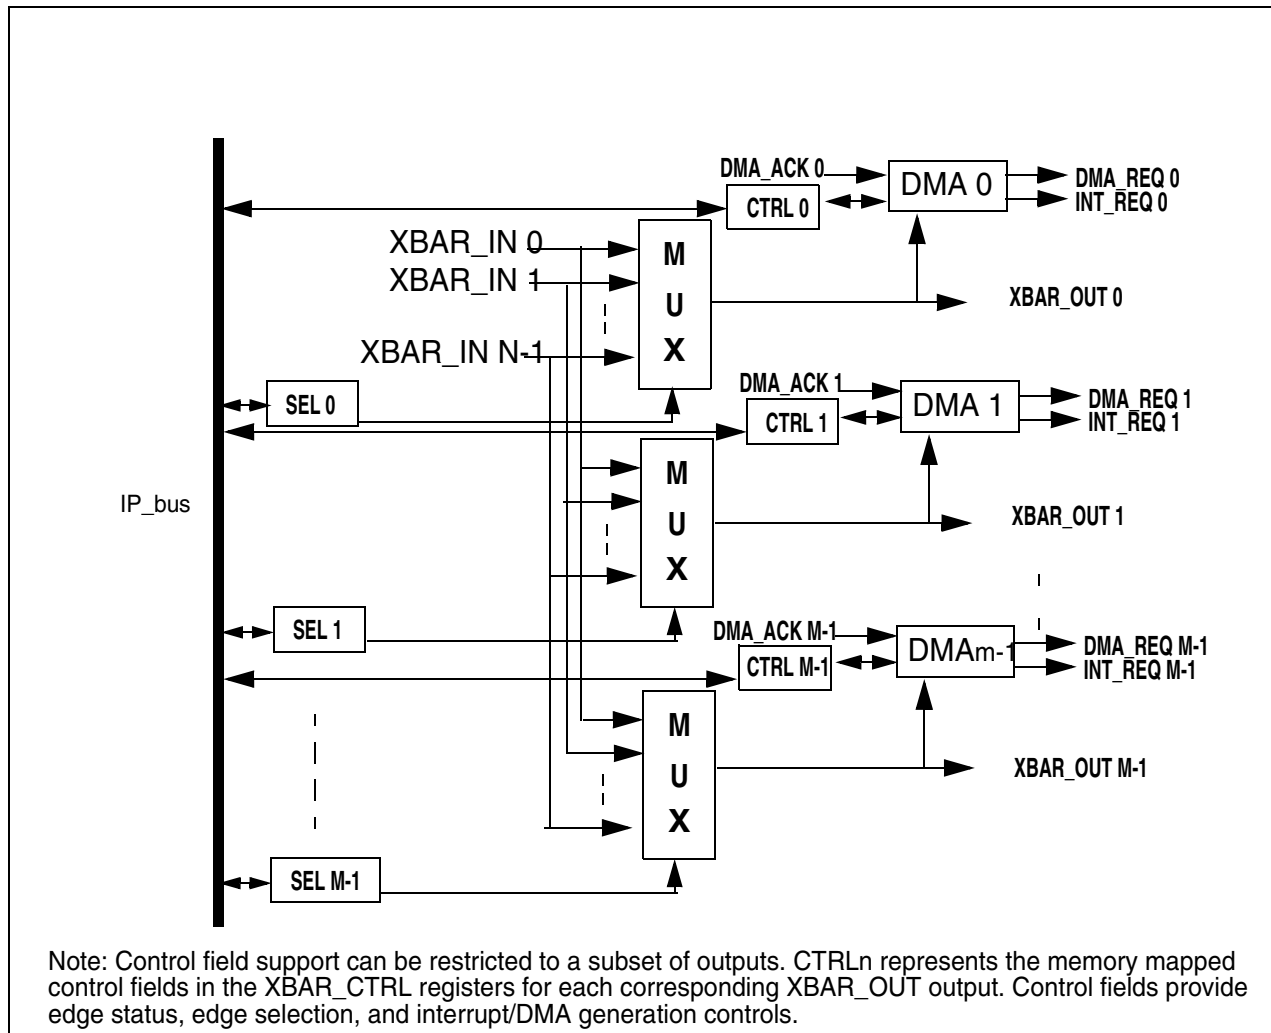 DMA_ACK 0
DMA 0
DMA_REQ 0
CTRL 0
INT_REQ 0
XBAR_IN 0
XBAR_IN 1
XBAR_IN N-1
M
U
X
XBAR_OUT 0
SEL 0
DMA_ACK 1
DMA 1
DMA_REQ 1
CTRL 1
INT_REQ 1
IP_bus
M
U
X
XBAR_OUT 1
SEL 1
DMA_ACK M-1
DMAm-1
DMA_REQ M-1
CTRL M-1
INT_REQ M-1
M
U
X
XBAR_OUT M-1
SEL M-1
Note: Control field support can be restricted to a subset of outputs. CTRLn represents the memory mapped
control fields in the XBAR_CTRL registers for each corresponding XBAR_OUT output. Control fields provide
edge status, edge selection, and interrupt/DMA generation controls.